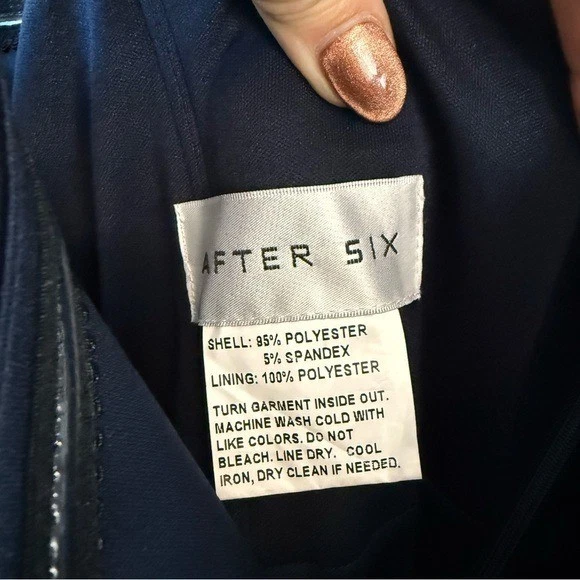 AFTER SIX
SHELL: 95% POLYESTER
5% SPANDEX
LINING: 100% POLYESTER
TURN GARMENT INSIDE OUT.
MACHINE WASH COLD WITH
LIKE COLORS. DO NOT
BLEACH. LINE DRY. COOL
IRON, DRY CLEAN IF NEEDED.